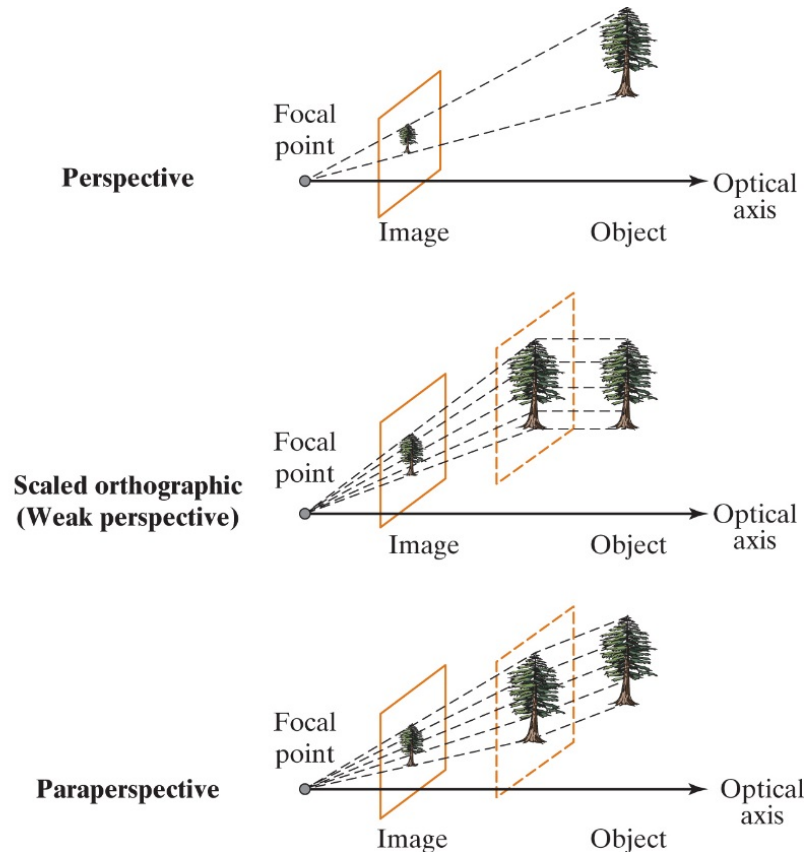 Focal
point
Perspective
Optical
axis
Image
Object
Focal
point
Scaled orthographic
(Weak perspective)
Optical
axis
Image
Object
Focal
point
Paraperspective
Optical
axis
Image
Object